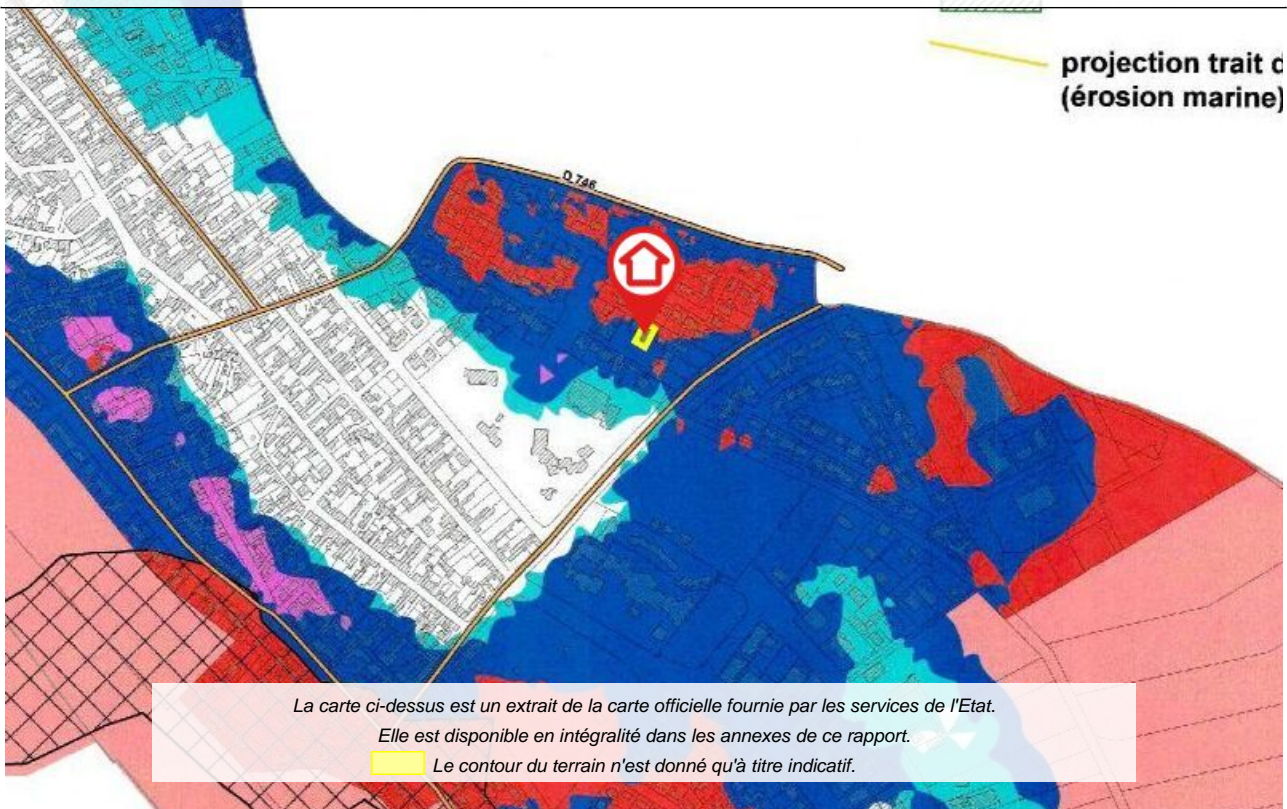 projection trait d
(érosion marine)
D.746
La carte ci-dessus est un extrait de la carte officielle fournie par les services de l'Etat.
Elle est disponible en intégralité dans les annexes de ce rapport.
Le contour du terrain n'est donné qu'à titre indicatif.